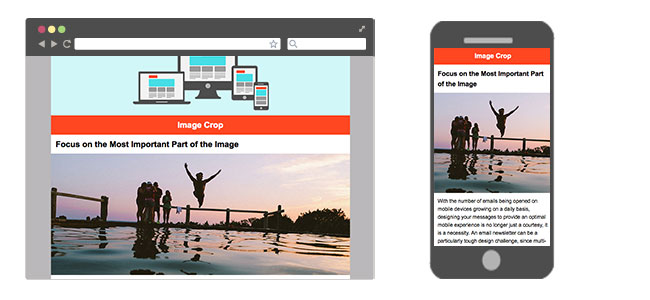 Image Crop
Focus on the Most Important Part of the Image
Image Crop
Focus on the Most Important Part
of the Image
With the number of emails being opened on
mobile devices growing on a daily basis,
designing your messages to provide an optimal
mobile experience is no longer just a courtesy, it
is a necessity. An email newsletter can be a
particularly tough design challenge, since multi-